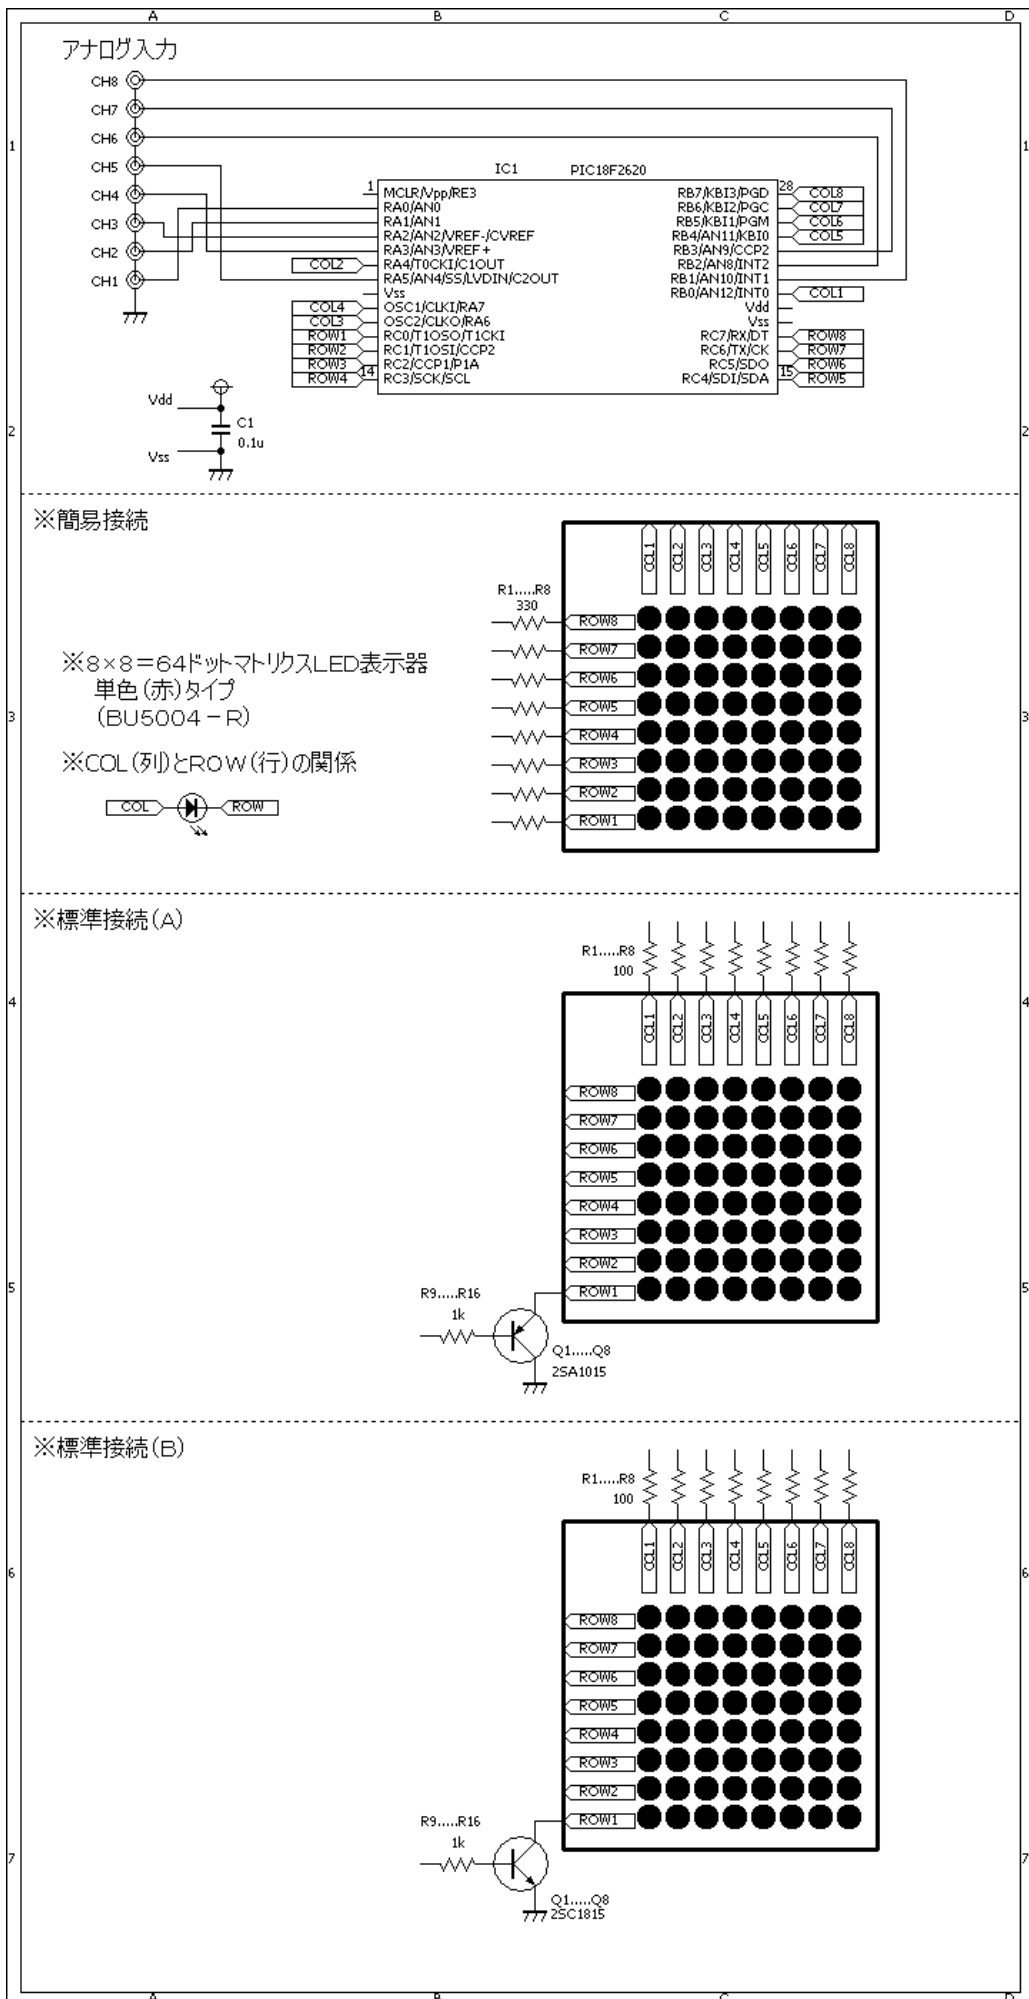 A B C D
アナログ入力
CH8
CH7
CH6
CH5
CH4
CH3
CH2
CH1
1 1
IC1 PIC18F2620
1 MCLR/Vpp/RE3 RB7/KBI3/PGD 28 COL8
RA0/AN0 RB6/KBI2/PGC COL7
RA1/AN1 RB5/KBI1/PGM COL6
RA2/AN2/VREF-/CVREF RB4/AN11/KBI0 COL5
RA3/AN3/VREF+ RB3/AN9/CCP2
COL2 RA4/T0CKI/C1OUT RB2/AN8/INT2
RA5/AN4/SS/LVDIN/C2OUT RB1/AN10/INT1
Vss RB0/AN12/INT0 COL1
COL4 OSC1/CLKI/RA7 Vdd
COL3 OSC2/CLKO/RA6 Vss
ROW1 RC0/T1OSO/T1CKI RC7/RX/DT ROW8
ROW2 RC1/T1OSI/CCP2 RC6/TX/CK ROW7
ROW3 RC2/CCP1/P1A RC5/SDO ROW6
ROW4 14 RC3/SCK/SCL RC4/SDI/SDA 15 ROW5
Vdd
C1
0.1u
Vss
2 2
※簡易接続
COL1 COL2 COL3 COL4 COL5 COL6 COL7 COL8
R1.....R8
330
ROW8
ROW7
ROW6
ROW5
ROW4
ROW3
ROW2
ROW1
※8×8=64ドットマトリクスLED表示器
単色(赤)タイプ
(BU5004-R)
3 3
※COL(列)とROW(行)の関係
COL ROW
※標準接続(A)
R1.....R8
100
4 4
COL1 COL2 COL3 COL4 COL5 COL6 COL7 COL8
ROW8
ROW7
ROW6
ROW5
ROW4
ROW3
ROW2
ROW1
5 5
R9.....R16
1k
Q1.....Q8
2SA1015
※標準接続(B)
R1.....R8
100
COL1 COL2 COL3 COL4 COL5 COL6 COL7 COL8
6 6
ROW8
ROW7
ROW6
ROW5
ROW4
ROW3
ROW2
ROW1
R9.....R16
1k
7 7
Q1.....Q8
2SC1815
A B C D